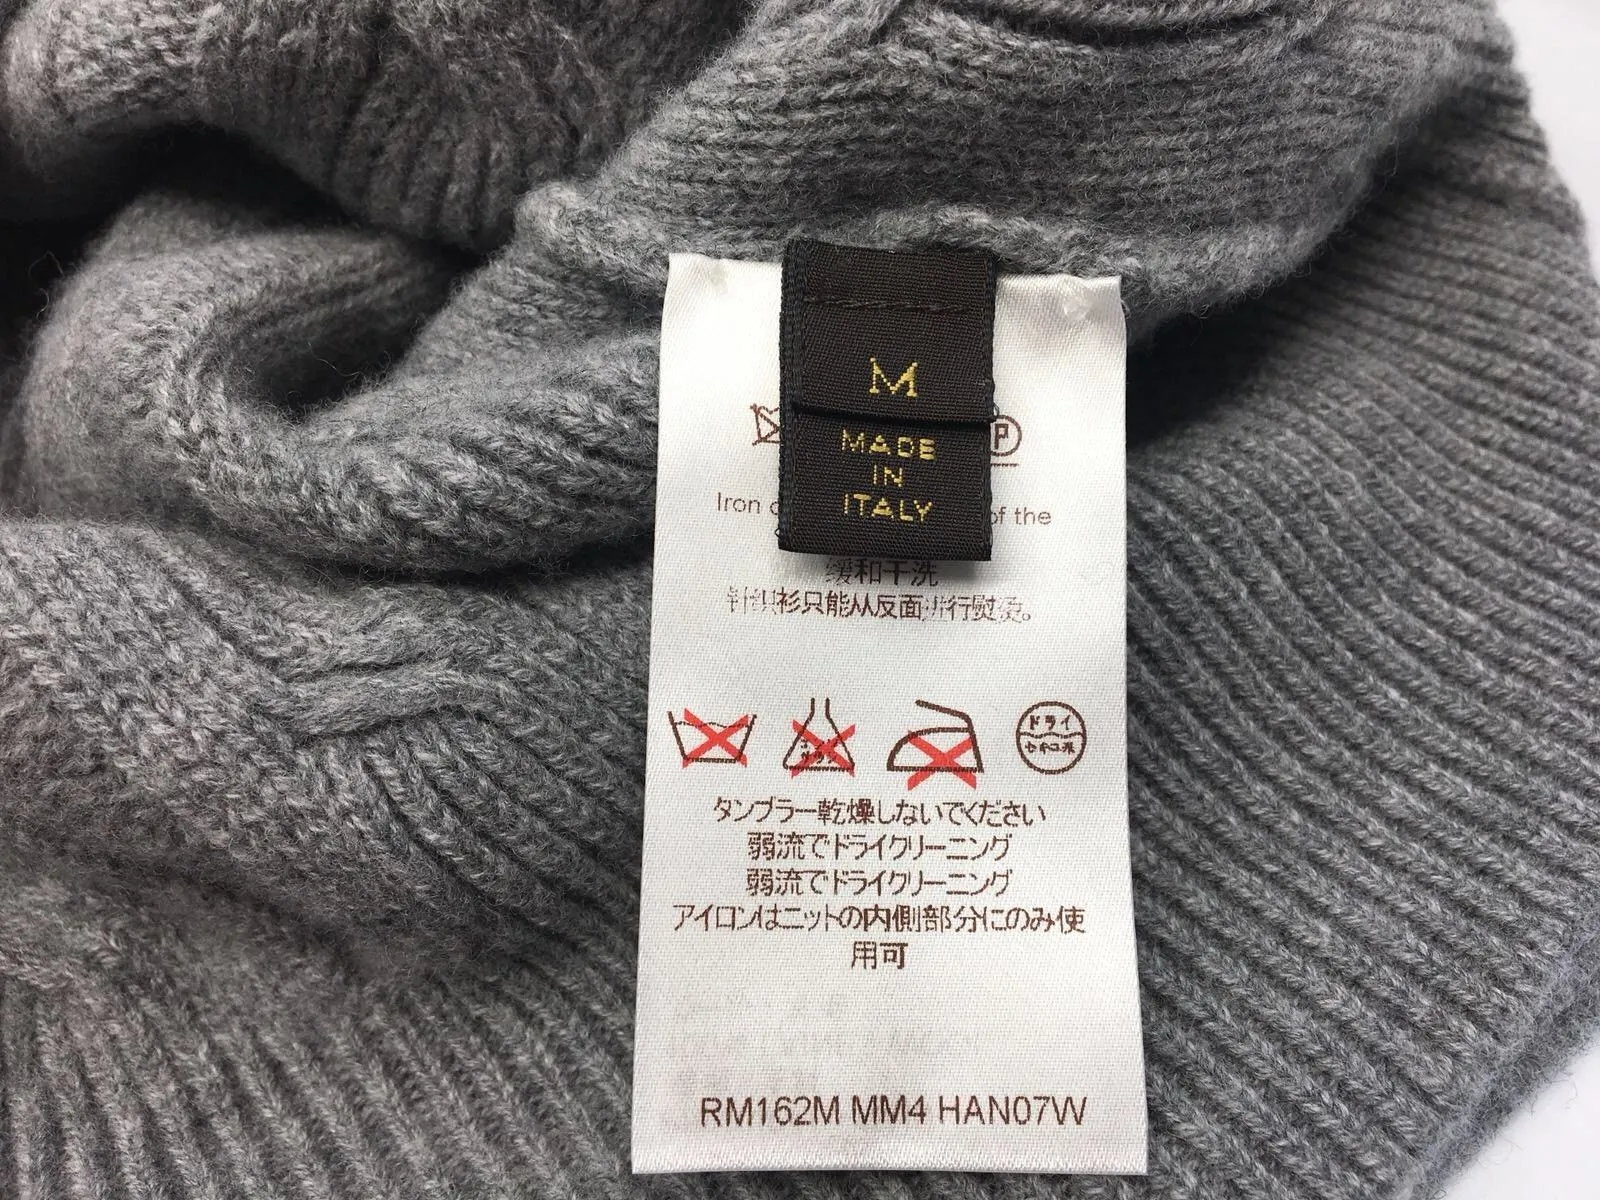 M
MADE
IN
ITALY
P
Iron of the
缓和干洗
针织衫只能从反面进行熨烫。
ドライ
セキユ系
タンブラー乾燥しないでください
弱流でドライクリーニング
弱流でドライクリーニング
アイロンはニットの内側部分にのみ使
用可
RM162M MM4 HAN07W